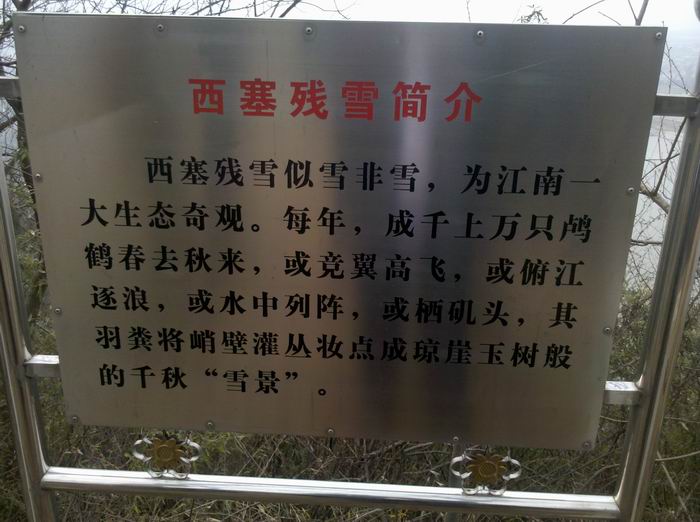 西塞残雪简介
西塞残雪似雪非雪，为江南一
大生态奇观。每年，成千上万只鸬
鹤春去秋来，或竞翼高飞，或俯江
逐浪，或水中列阵，或栖矶头，其
羽粪将峭壁灌丛妆点成琼崖玉树般
的千秋“雪景”。